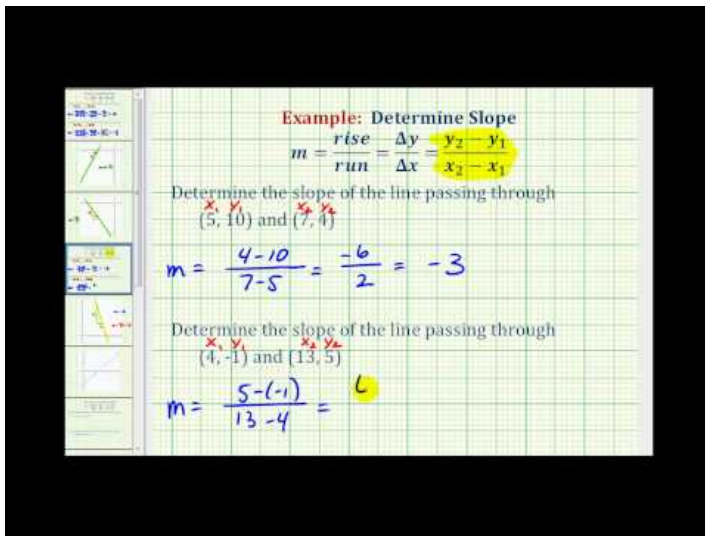 Example: Determine Slope
m = rise/run = Δy/Δx = y₂ − y₁/x₂ − x₁
Determine the slope of the line passing through
x₁ y₁ x₂ y₂
(5, 10) and (7, 4)
m = 4-10/7-5 = -6/2 = -3
Determine the slope of the line passing through
x₁ y₁ x₂ y₂
(4, -1) and (13, 5)
m = 5-(-1)/13-4 =